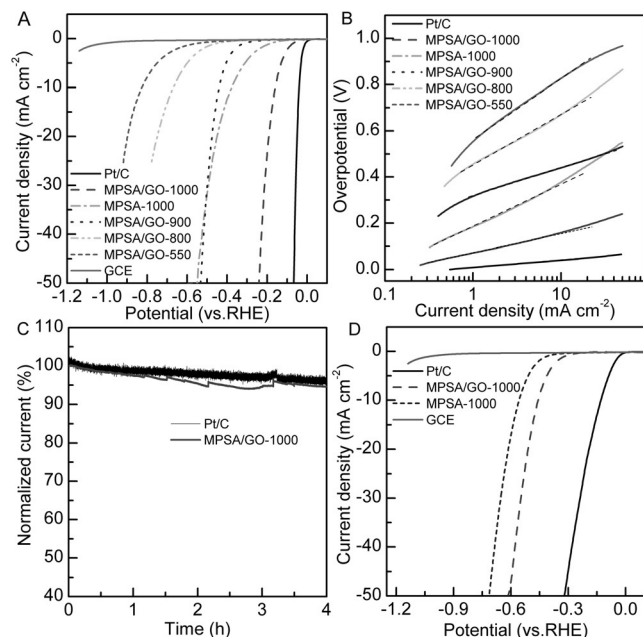 A
Current density (mA cm⁻²)
0
-10
-20
-30
-40
-50
Pt/C
MPSA/GO-1000
MPSA-1000
MPSA/GO-900
MPSA/GO-800
MPSA/GO-550
GCE
-1.2 -1.0 -0.8 -0.6 -0.4 -0.2 0.0
Potential (vs.RHE)
B
Overpotential (V)
1.0
0.8
0.6
0.4
0.2
0.0
Pt/C
MPSA/GO-1000
MPSA-1000
MPSA/GO-900
MPSA/GO-800
MPSA/GO-550
0.1 1 10
Current density (mA cm⁻²)
C
Normalized current (%)
110
100
95
90
85
80
50
45
40
Pt/C
MPSA/GO-1000
0 1 2 3 4
Time (h)
D
Current density (mA cm⁻²)
0
-10
-20
-30
-40
-50
Pt/C
MPSA/GO-1000
MPSA-1000
GCE
-1.2 -0.9 -0.6 -0.3 0.0
Potential (vs.RHE)